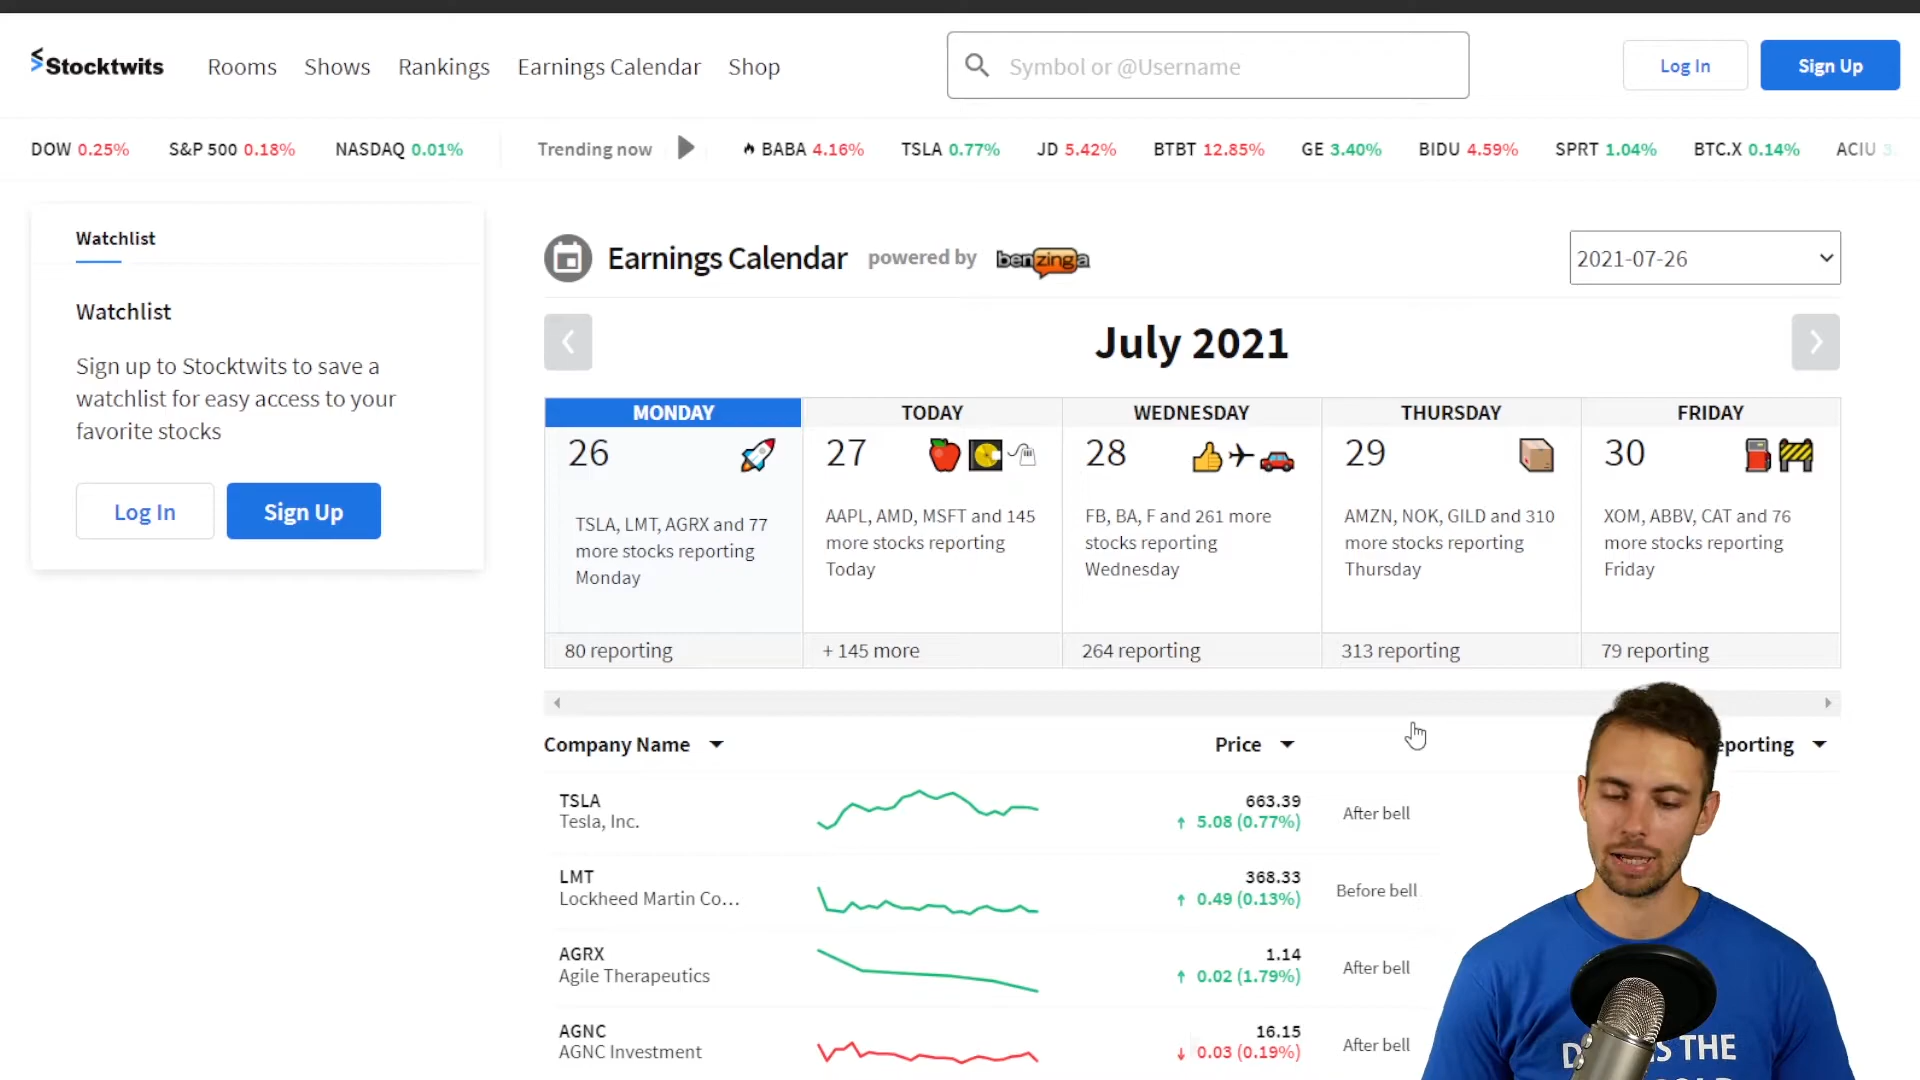 Stocktwits Rooms Shows Rankings Earnings Calendar Shop Symbol or @Username Log In Sign Up
DOW 0.25% S&P 500 0.18% NASDAQ 0.01% Trending now BABA 4.16% TSLA 0.77% JD 5.42% BTBT 12.85% GE 3.40% BIDU 4.59% SPRT 1.04% BTC.X 0.14% ACIU 3.
Watchlist
Watchlist
Sign up to Stocktwits to save a
watchlist for easy access to your
favorite stocks
Log In Sign Up
Earnings Calendar powered by benzinga 2021-07-26
July 2021
MONDAY TODAY WEDNESDAY THURSDAY FRIDAY
26 27 28 29 30
TSLA, LMT, AGRX and 77
more stocks reporting
Monday
AAPL, AMD, MSFT and 145
more stocks reporting
Today
FB, BA, F and 261 more
stocks reporting
Wednesday
AMZN, NOK, GILD and 310
more stocks reporting
Thursday
XOM, ABBV, CAT and 76
more stocks reporting
Friday
80 reporting + 145 more 264 reporting 313 reporting 79 reporting
Company Name Price eporting
TSLA 663.39
Tesla, Inc. 5.08 (0.77%) After bell
LMT 368.33
Lockheed Martin Co... 0.49 (0.13%) Before bell
AGRX 1.14
Agile Therapeutics 0.02 (1.79%) After bell
AGNC 16.15
AGNC Investment 0.03 (0.19%) After bell
THE